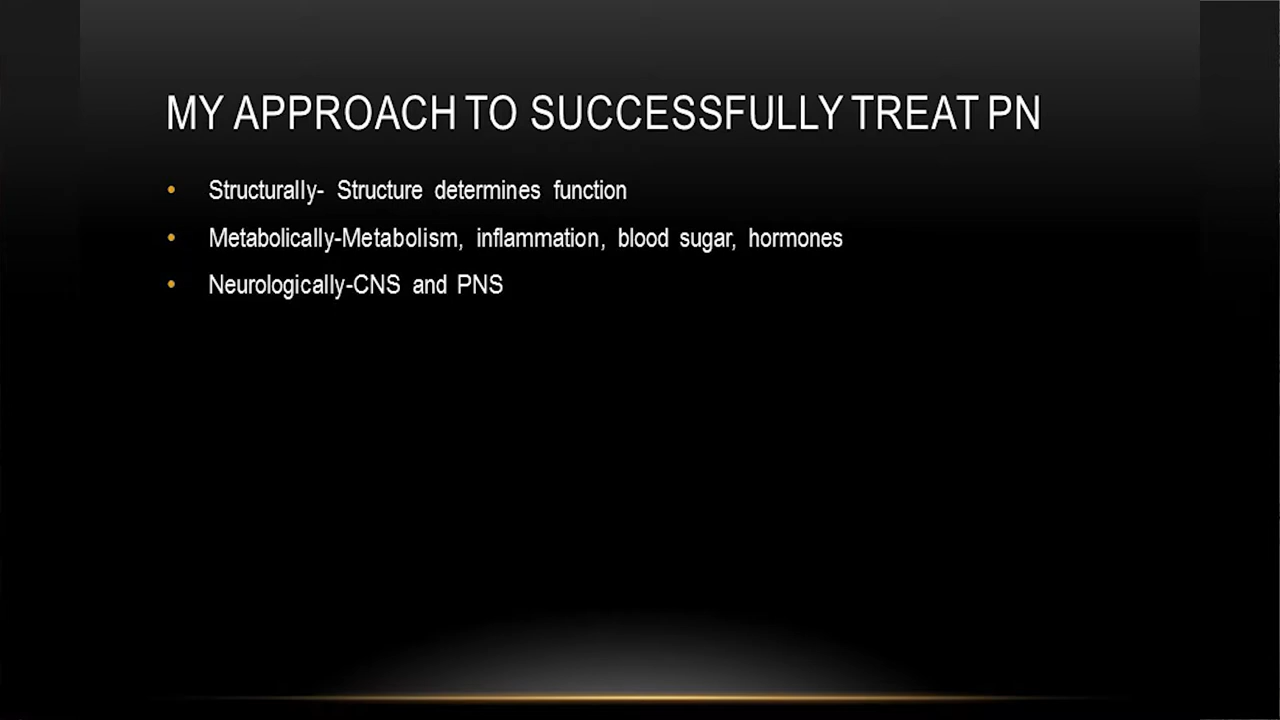 MY APPROACH TO SUCCESSFULLY TREAT PN
• Structurally- Structure determines function
• Metabolically-Metabolism, inflammation, blood sugar, hormones
• Neurologically-CNS and PNS